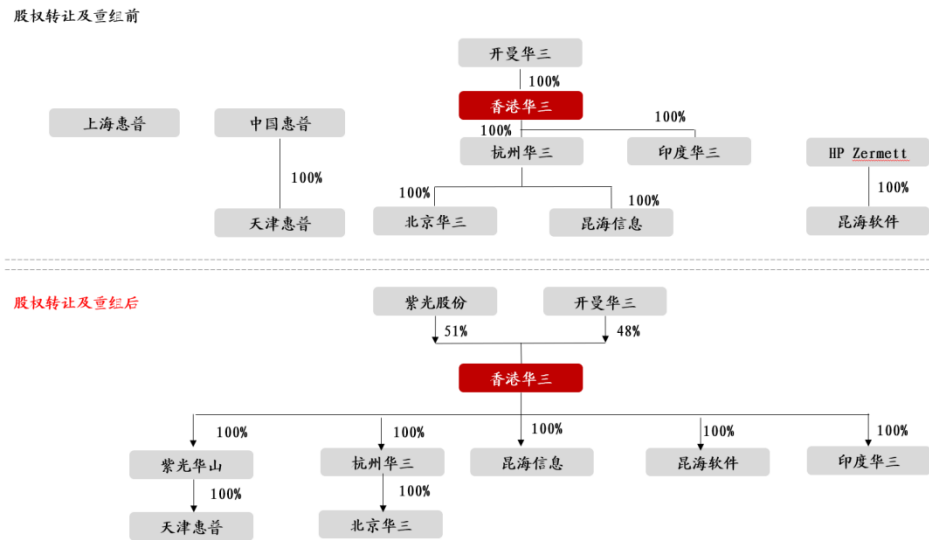 股权转让及重组前
开曼华三
100%
香港华三
上海惠普
中国惠普
100%
100%
杭州华三
印度华三
HP Zermett
100%
100%
100%
100%
天津惠普
北京华三
昆海信息
昆海软件
股权转让及重组后
紫光股份
开曼华三
51%
48%
香港华三
100%
100%
100%
100%
100%
紫光华山
杭州华三
昆海信息
昆海软件
印度华三
100%
100%
天津惠普
北京华三